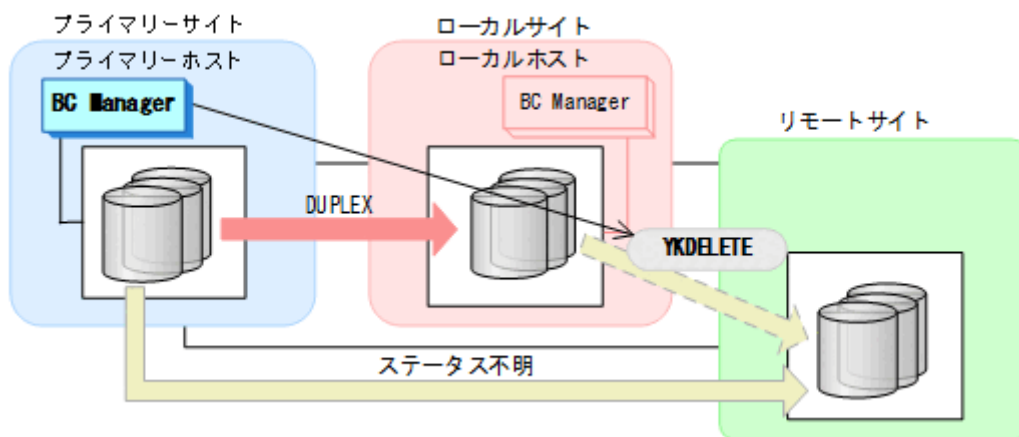 プライマリーサイト
プライマリーホスト
BC Manager
ローカルサイト
ローカルホスト
BC Manager
リモートサイト
DUPLEX
YKDELETE
ステータス不明